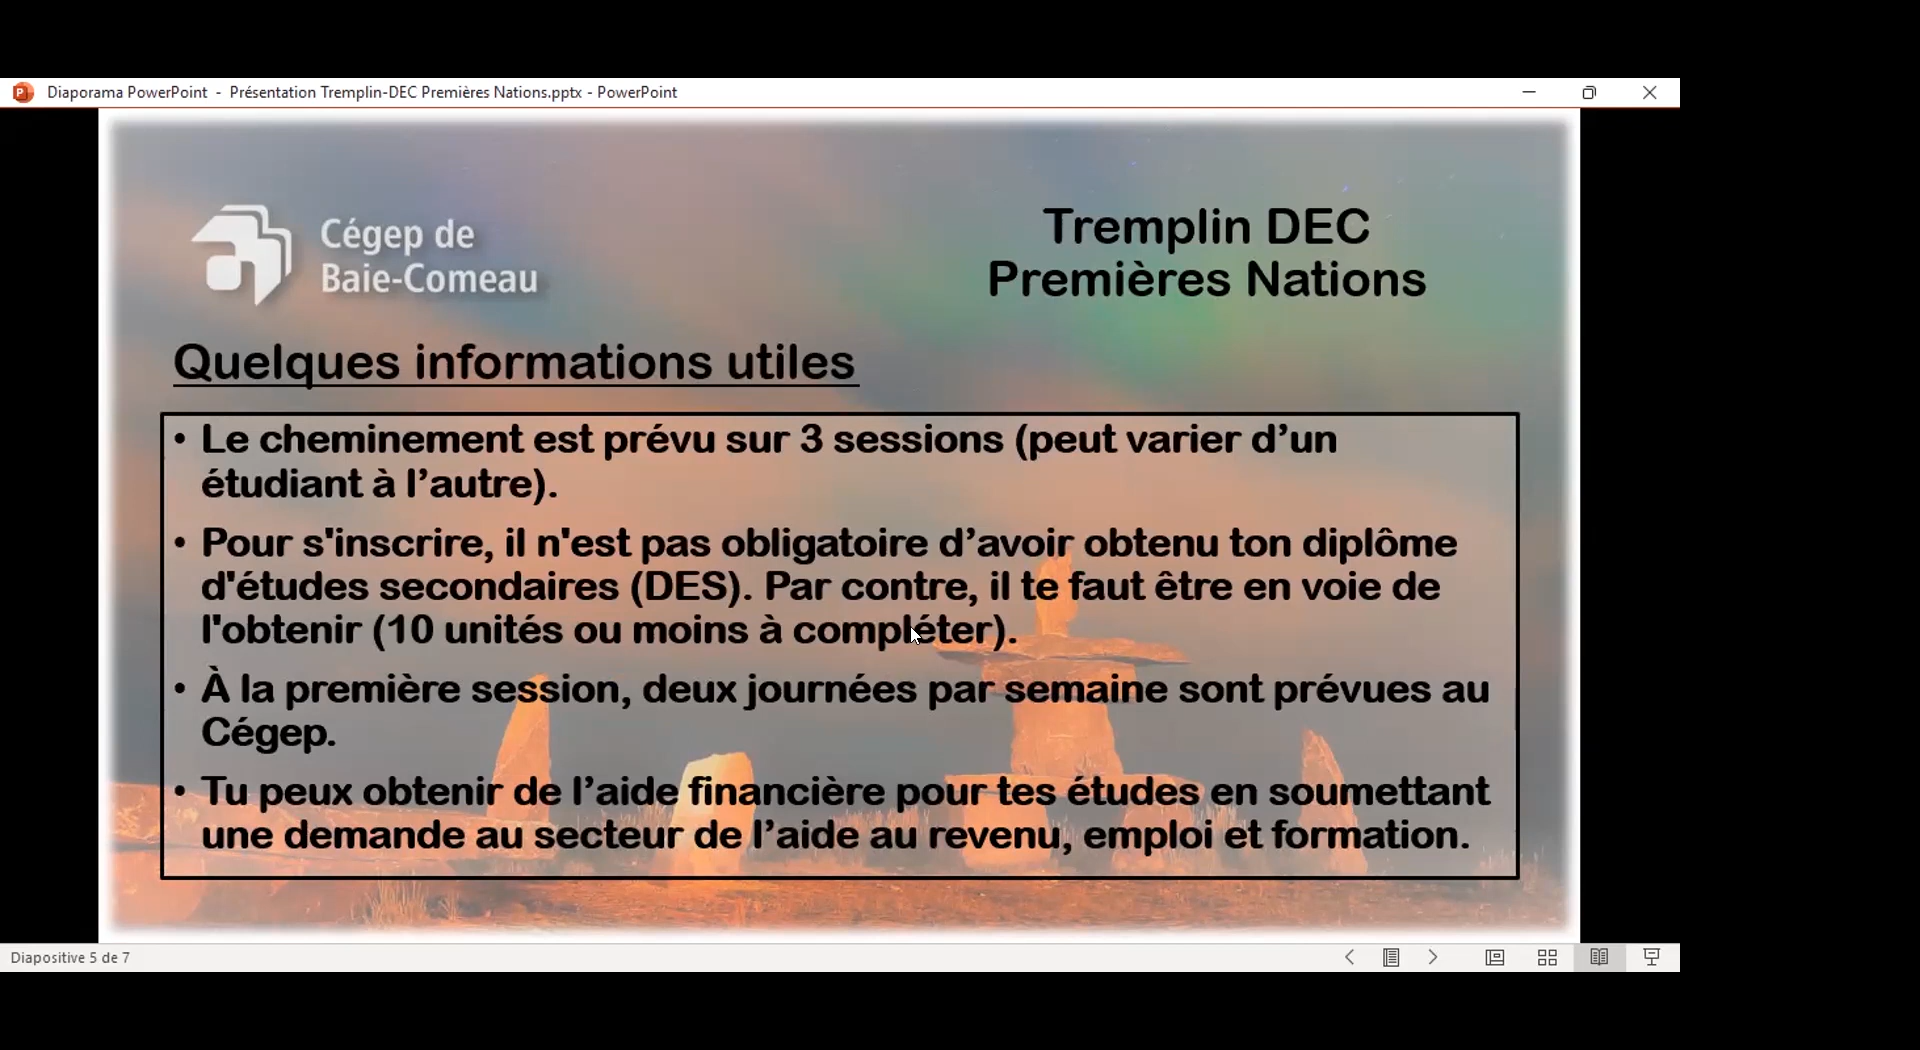 Diaporama PowerPoint - Présentation Tremplin-DEC Premières Nations.pptx - PowerPoint
Cégep de
Baie-Comeau
Tremplin DEC
Premières Nations
Quelques informations utiles
• Le cheminement est prévu sur 3 sessions (peut varier d’un
étudiant à l’autre).
• Pour s'inscrire, il n'est pas obligatoire d’avoir obtenu ton diplôme
d'études secondaires (DES). Par contre, il te faut être en voie de
l'obtenir (10 unités ou moins à compléter).
• À la première session, deux journées par semaine sont prévues au
Cégep.
• Tu peux obtenir de l’aide financière pour tes études en soumettant
une demande au secteur de l’aide au revenu, emploi et formation.
Diapositive 5 de 7